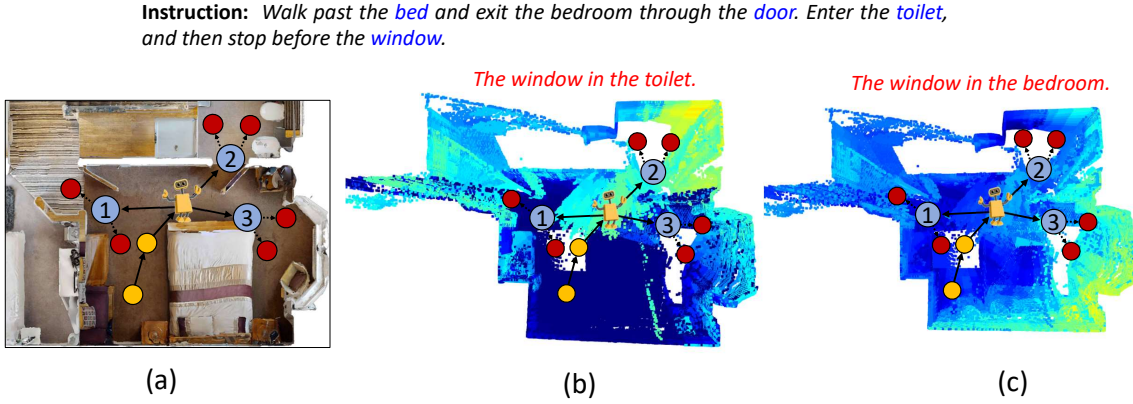 Instruction: Walk past the bed and exit the bedroom through the door. Enter the toilet,
and then stop before the window.
The window in the toilet.
The window in the bedroom.
2
1
3
2
1
3
2
1
3
(a)
(b)
(c)